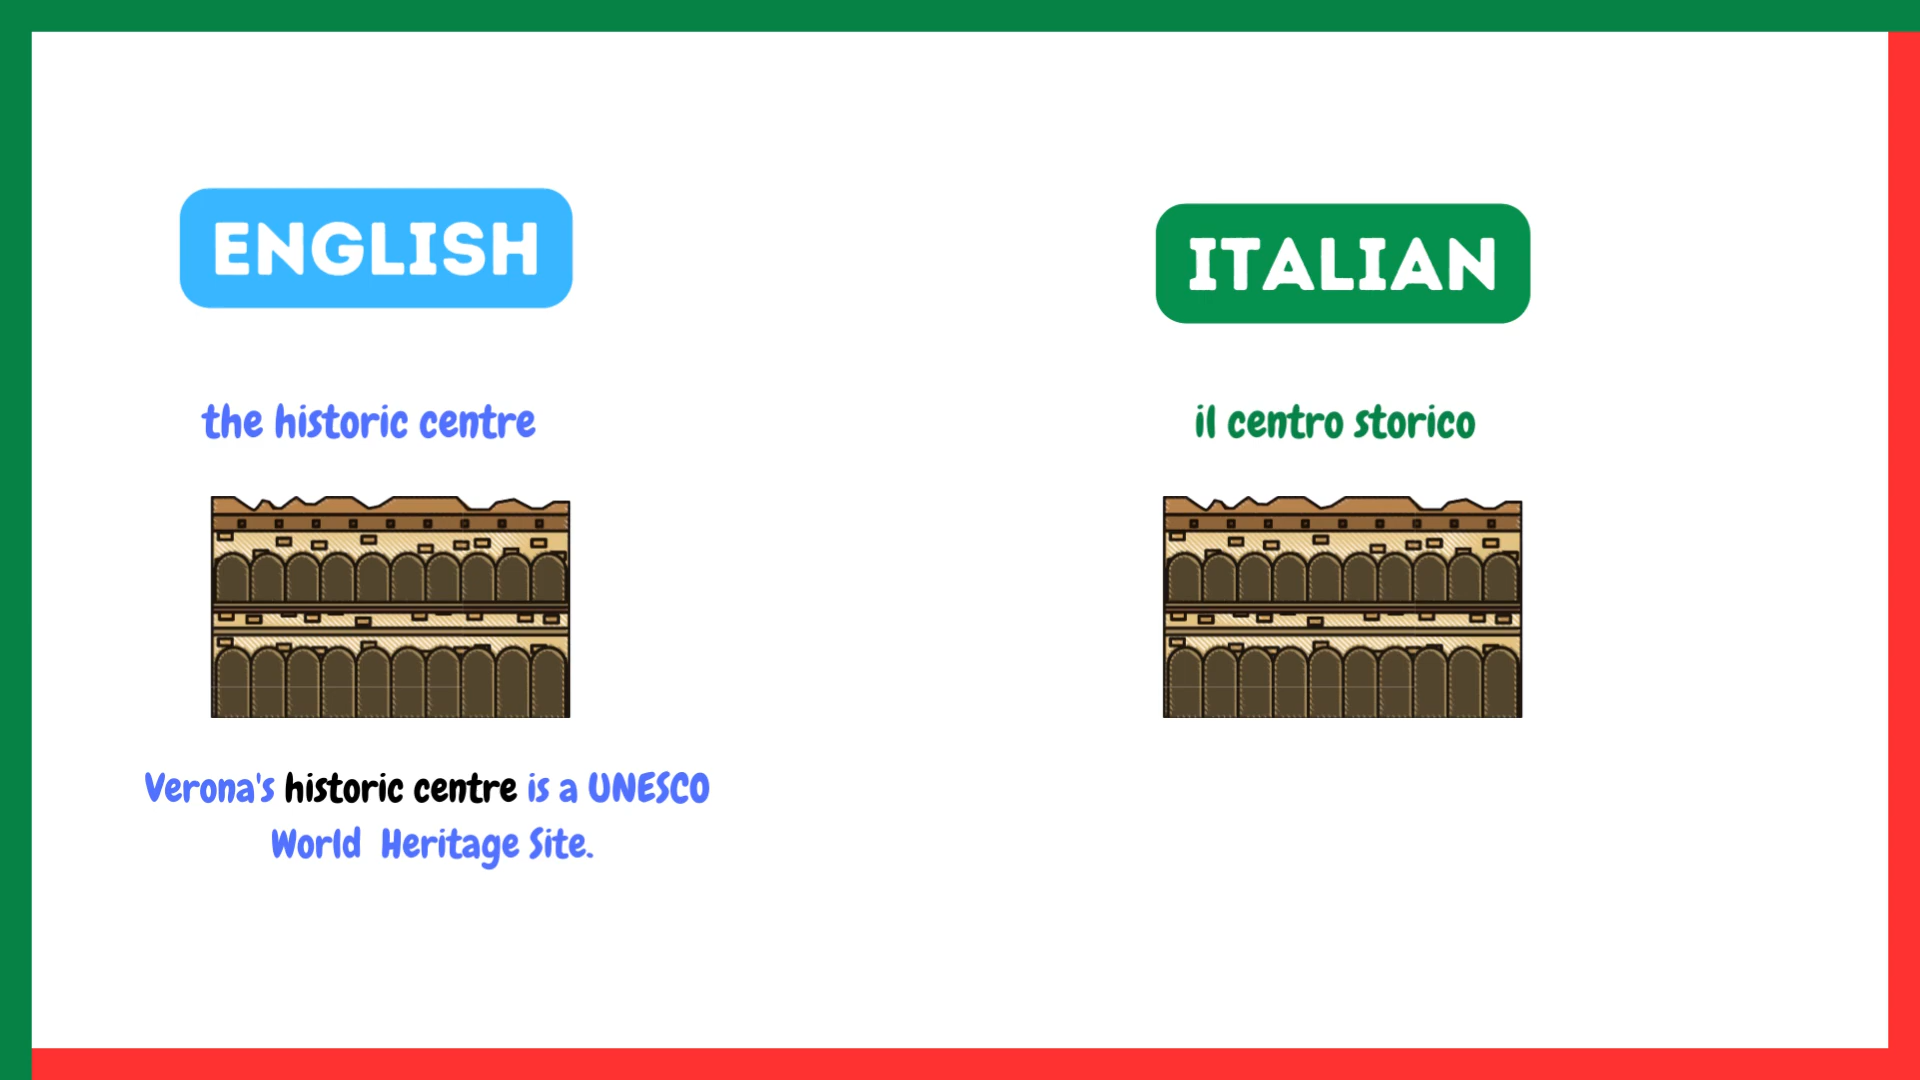 ENGLISH
ITALIAN
the historic centre
il centro storico
Verona's historic centre is a UNESCO
World Heritage Site.